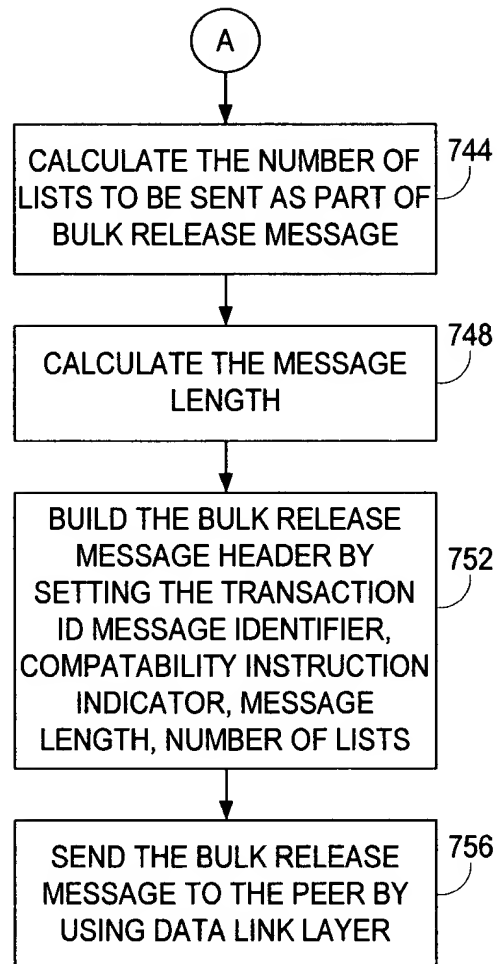 A
CALCULATE THE NUMBER OF
LISTS TO BE SENT AS PART OF
BULK RELEASE MESSAGE
744
CALCULATE THE MESSAGE
LENGTH
748
BUILD THE BULK RELEASE
MESSAGE HEADER BY
SETTING THE TRANSACTION
ID MESSAGE IDENTIFIER,
COMPATABILITY INSTRUCTION
INDICATOR, MESSAGE
LENGTH, NUMBER OF LISTS
752
SEND THE BULK RELEASE
MESSAGE TO THE PEER BY
USING DATA LINK LAYER
756